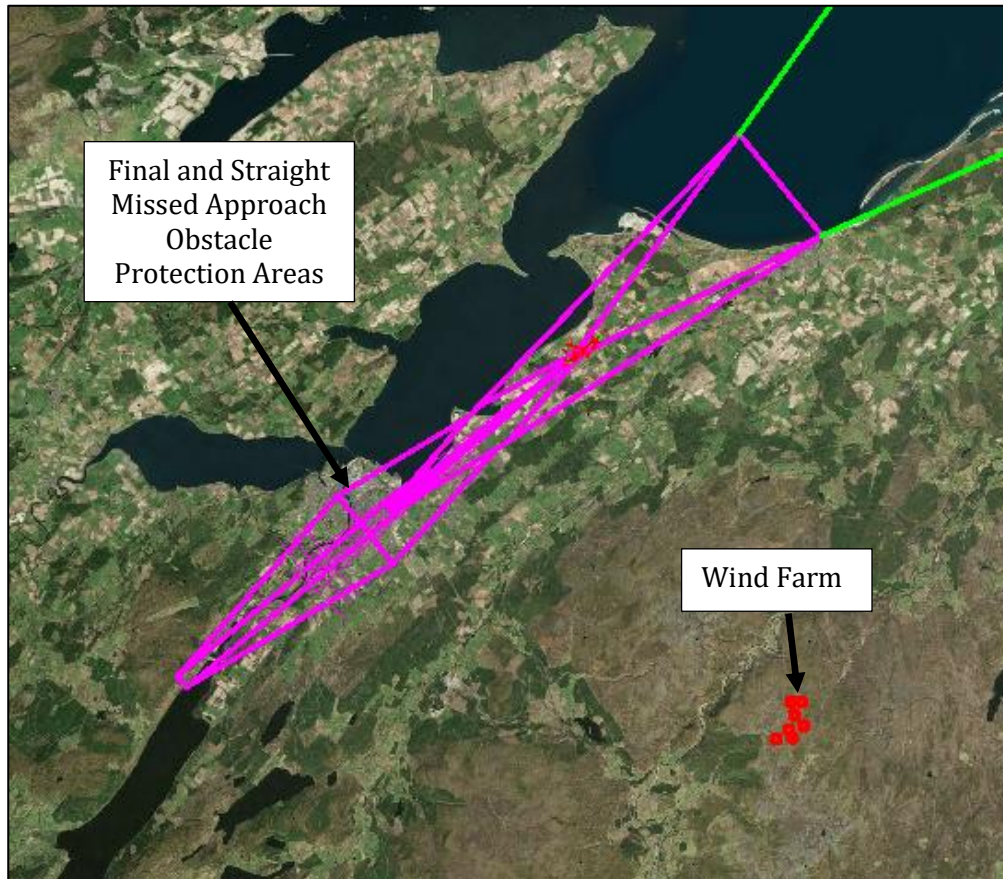 Final and Straight
Missed Approach
Obstacle
Protection Areas
Wind Farm